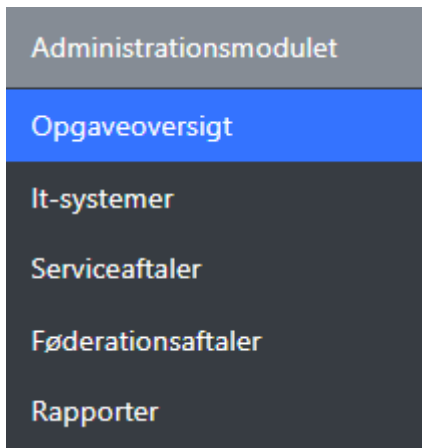 Administrationsmodulet
Opgaveoversigt
It-systemer
Serviceaftaler
Føderationsaftaler
Rapporter